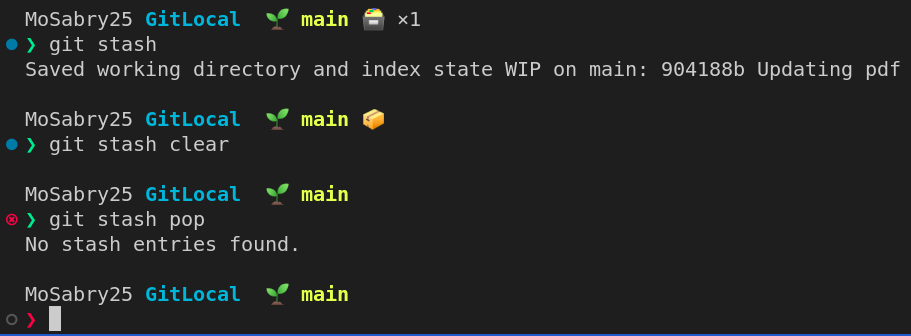 MoSabry25 GitLocal 🌱 main 🗃️ ×1
❯ git stash
Saved working directory and index state WIP on main: 904188b Updating pdf
MoSabry25 GitLocal 🌱 main 📦
❯ git stash clear
MoSabry25 GitLocal 🌱 main
❯ git stash pop
No stash entries found.
MoSabry25 GitLocal 🌱 main
❯